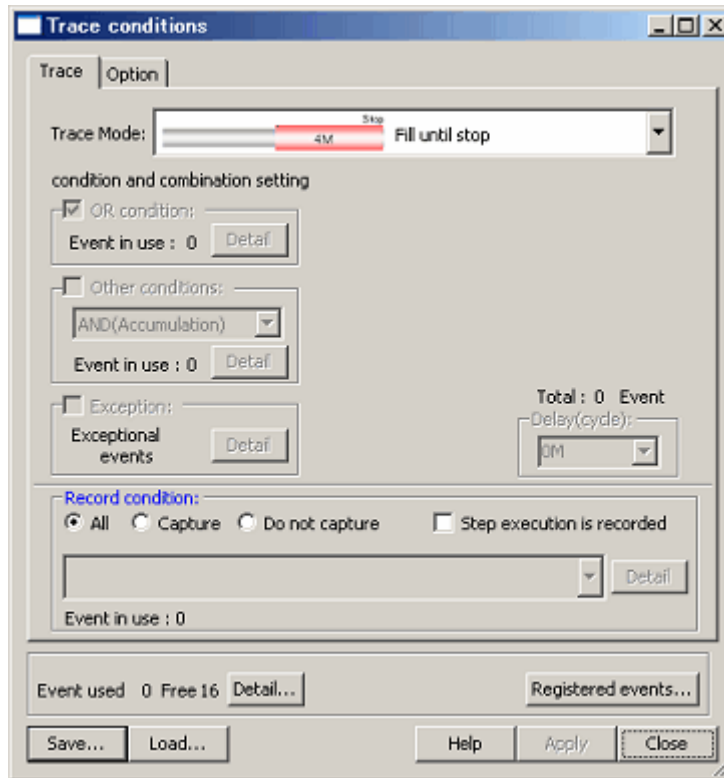 Trace conditions
Trace Option
Trace Mode: Stop 4M Fill until stop
condition and combination setting
OR condition:
Event in use : 0 Detail
Other conditions:
AND(Accumulation)
Event in use : 0 Detail
Exception:
Exceptional events Detail
Total : 0 Event
Delay(cycle):
0M
Record condition:
All Capture Do not capture Step execution is recorded
Detail
Event in use : 0
Event used 0 Free 16 Detail... Registered events...
Save... Load... Help Apply Close